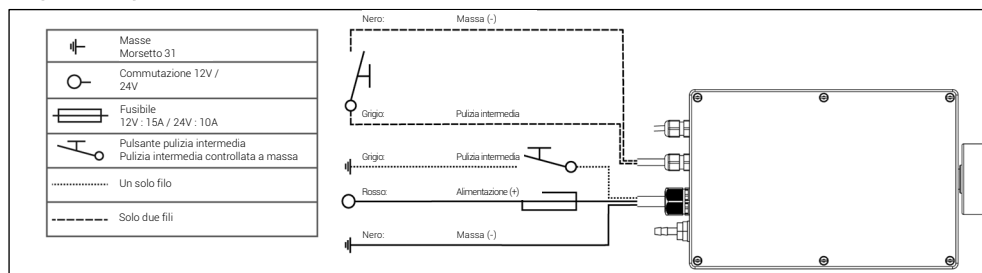 Masse
Morsetto 31
Commutazione 12V /
24V
Fusibile
12V : 15A / 24V : 10A
Pulsante pulizia intermedia
Pulizia intermedia controllata a massa
Un solo filo
Solo due fili
Nero: Massa (-)
Grigio: Pulizia intermedia
Grigio: Pulizia intermedia
Rosso: Alimentazione (+)
Nero: Massa (-)